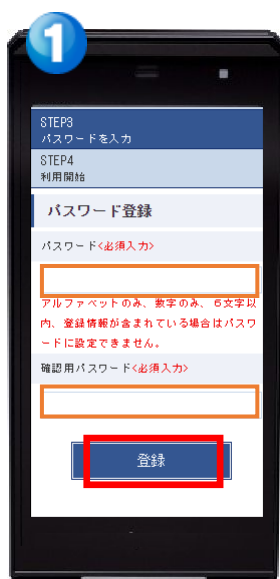 1
STEP3
パスワードを入力
STEP4
利用開始
パスワード登録
パスワード<必須入力>
アルファベットのみ、数字のみ、6文字以
内、登録情報が含まれている場合はパスワ
ードに設定できません。
確認用パスワード<必須入力>
登録